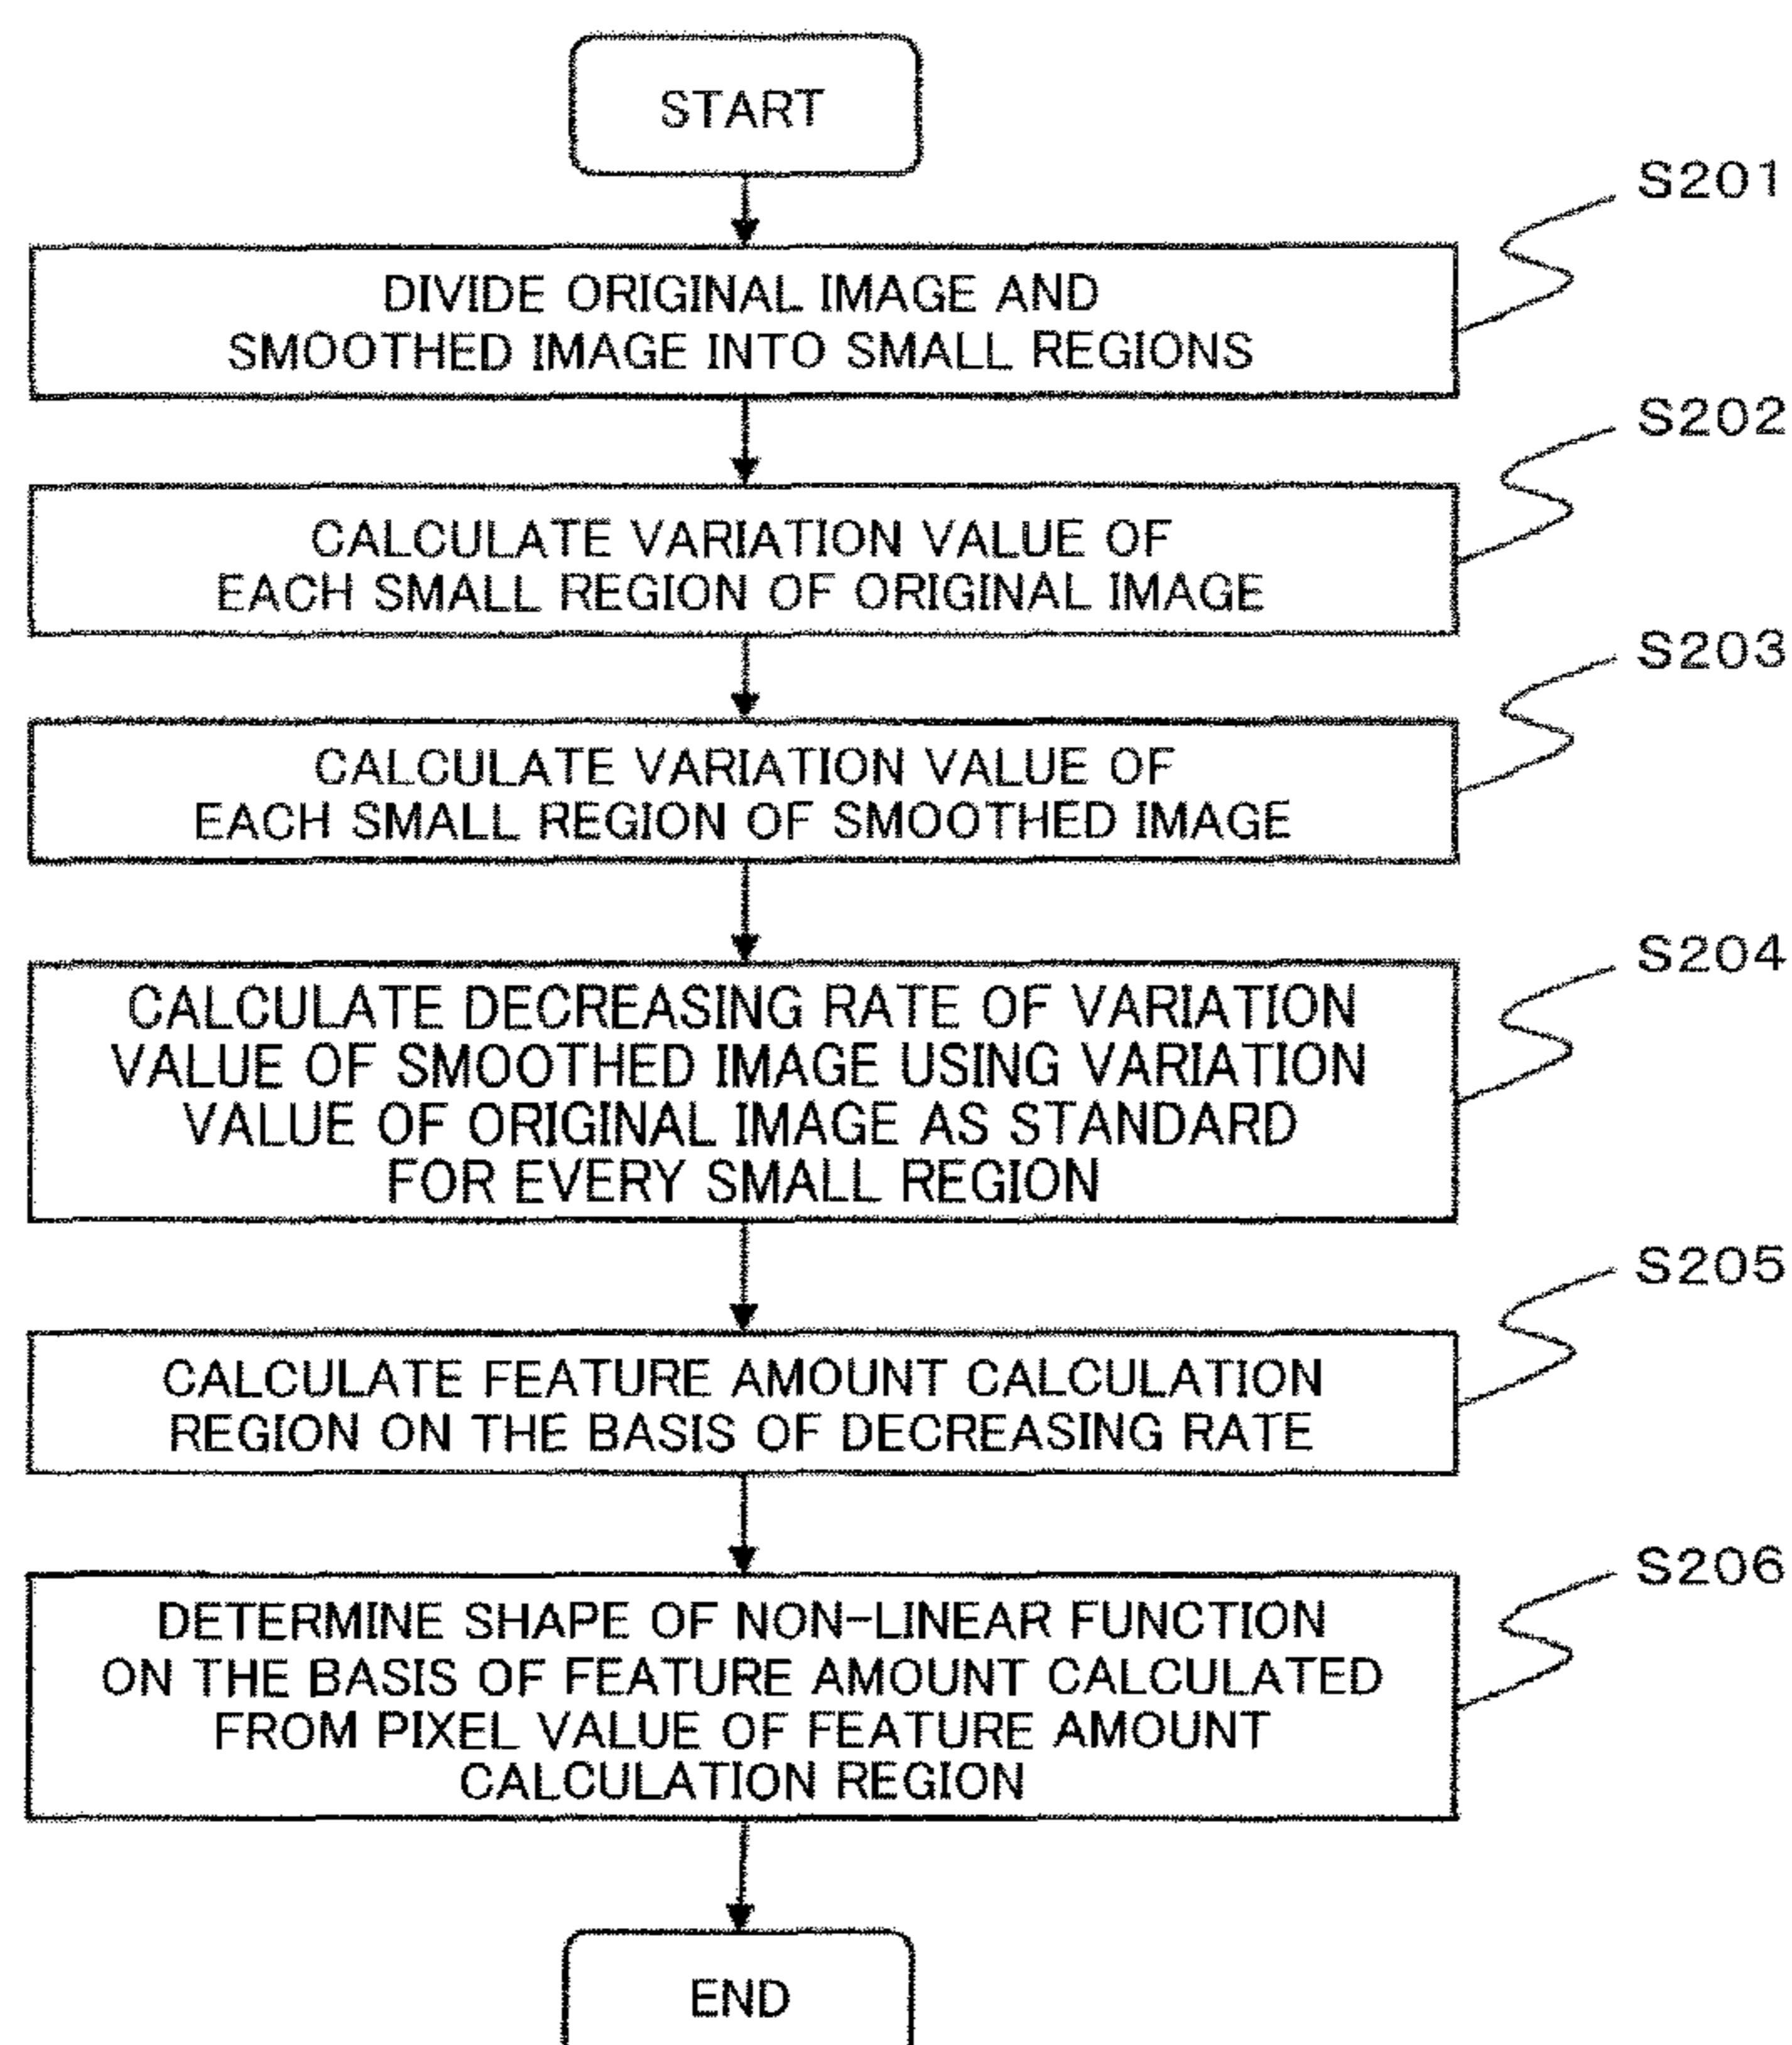 START
S201
DIVIDE ORIGINAL IMAGE AND
SMOOTHED IMAGE INTO SMALL REGIONS
S202
CALCULATE VARIATION VALUE OF
EACH SMALL REGION OF ORIGINAL IMAGE
S203
CALCULATE VARIATION VALUE OF
EACH SMALL REGION OF SMOOTHED IMAGE
S204
CALCULATE DECREASING RATE OF VARIATION
VALUE OF SMOOTHED IMAGE USING VARIATION
VALUE OF ORIGINAL IMAGE AS STANDARD
FOR EVERY SMALL REGION
S205
CALCULATE FEATURE AMOUNT CALCULATION
REGION ON THE BASIS OF DECREASING RATE
S206
DETERMINE SHAPE OF NON-LINEAR FUNCTION
ON THE BASIS OF FEATURE AMOUNT CALCULATED
FROM PIXEL VALUE OF FEATURE AMOUNT
CALCULATION REGION
END